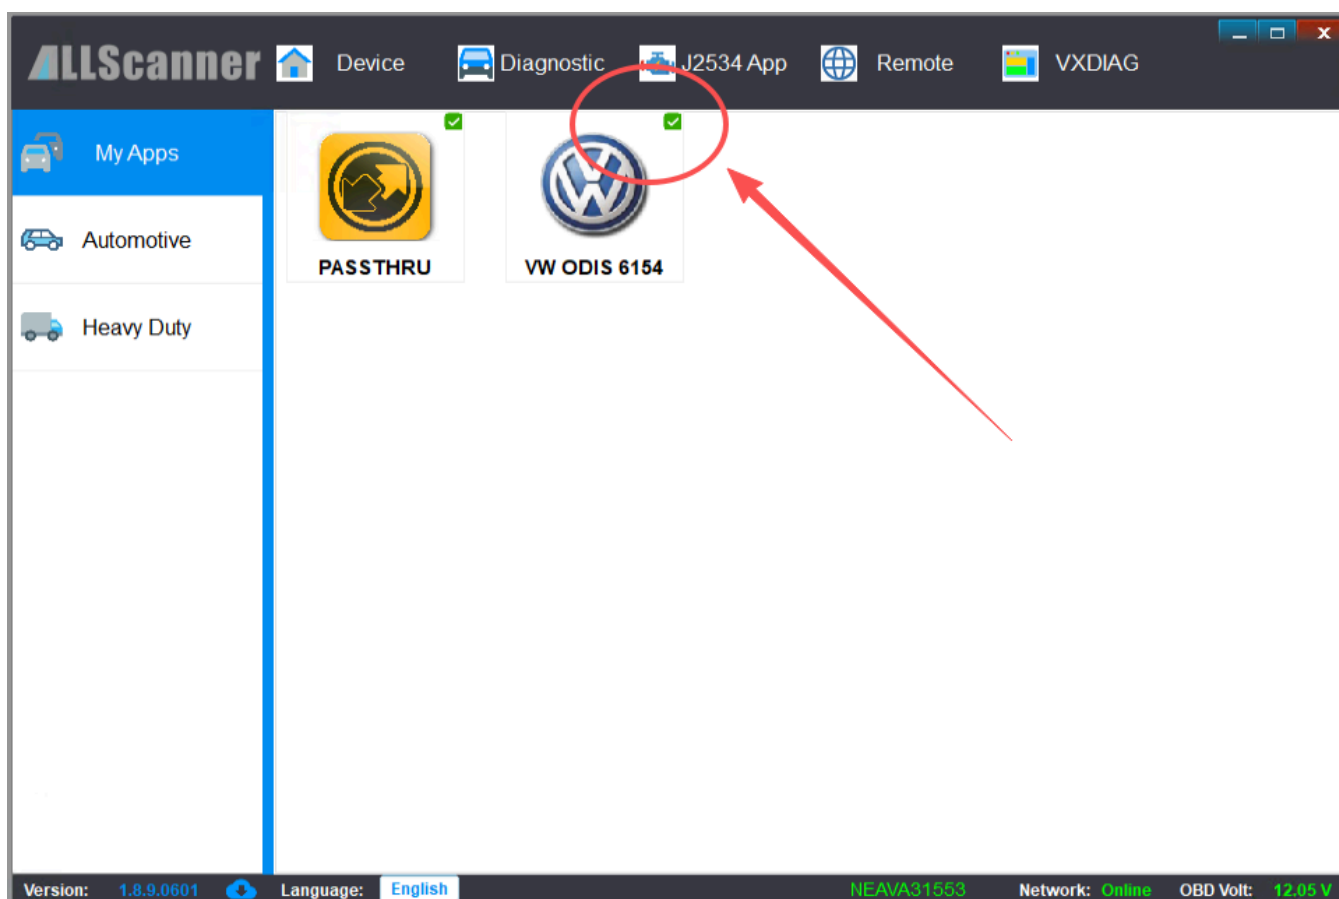 ALLScanner Device Diagnostic J2534 App Remote VXDIAG
My Apps
Automotive
Heavy Duty
PASSTHRU VW ODIS 6154
Version: 1.8.9.0601 Language: English NEAVA31553 Network: Online OBD Volt: 12.05 V